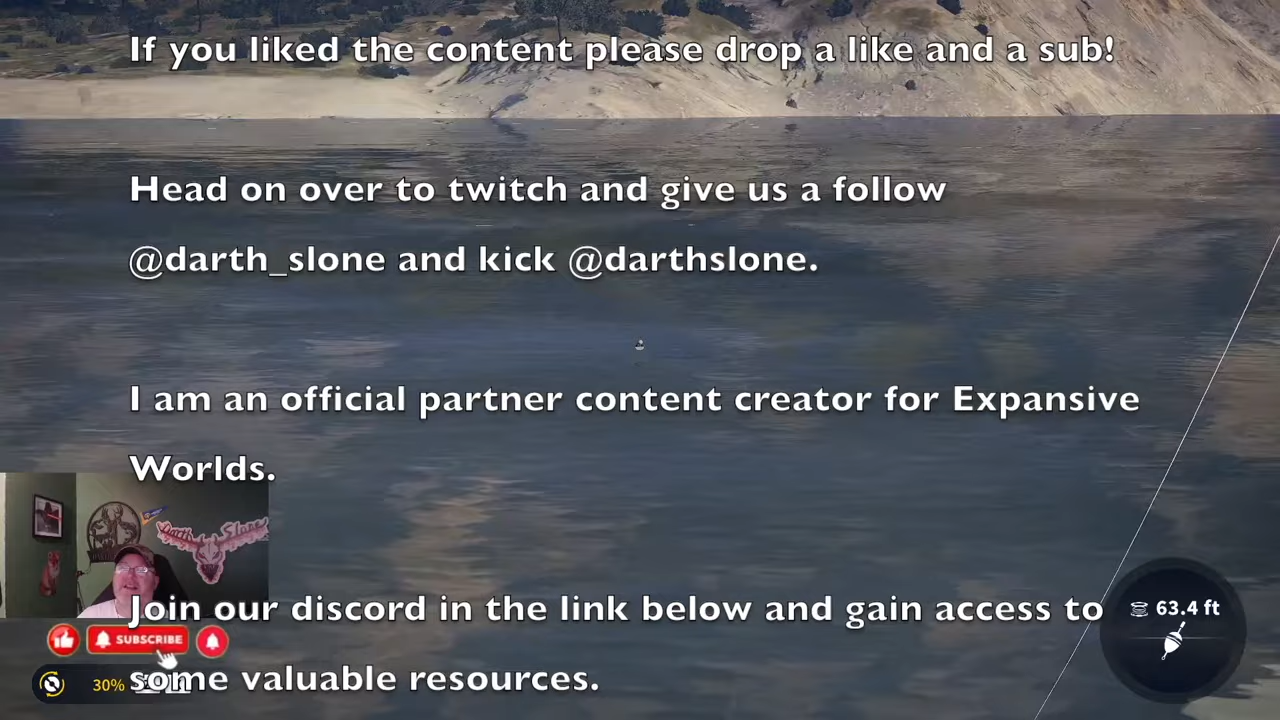 If you liked the content please drop a like and a sub!
Head on over to twitch and give us a follow
@darth_slone and kick @darthslone.
I am an official partner content creator for Expansive
Worlds.
Darth Slone
Join our discord in the link below and gain access to
63.4 ft
SUBSCRIBE
30%
some valuable resources.